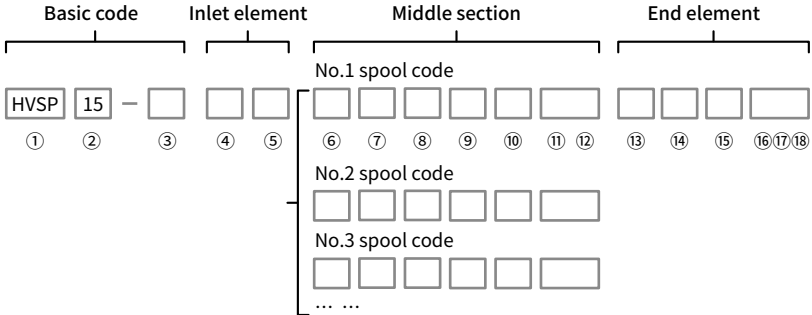 Basic code Inlet element Middle section End element
No.1 spool code
HVSP 15 –
① ② ③ ④ ⑤ ⑥ ⑦ ⑧ ⑨ ⑩ ⑪ ⑫ ⑬ ⑭ ⑮ ⑯⑰⑱
No.2 spool code
No.3 spool code
... ...